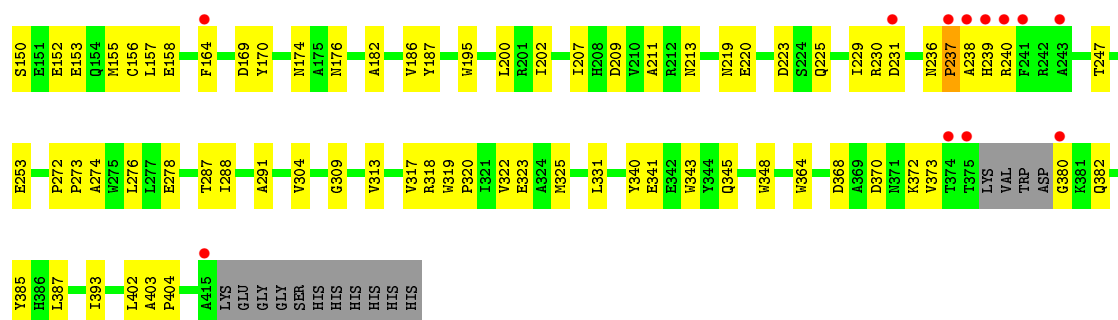 S150 E151 E152 E153 Q154 M155 C156 L157 E158 F164 D169 Y170 N174 A175 N176 A182 V186 Y187 W195 L200 R201 I202 I207 H208 D209 V210 A211 R212 N213 N219 E220 D223 S224 Q225 I229 R230 D231 N236 P237 A238 H239 R240 F241 R242 A243 T247
E253 P272 P273 A274 W275 L276 L277 E278 T287 I288 A291 V304 G309 V313 V317 R318 W319 P320 I321 V322 E323 A324 M325 L331 Y340 E341 E342 W343 Y344 Q345 W348 W364 D368 A369 D370 N371 K372 V373 T374 T375 LYS VAL TRP ASP G380 K381 Q382
Y385 H386 L387 I393 L402 A403 P404 A415 LYS GLU GLY GLY SER HIS HIS HIS HIS HIS HIS